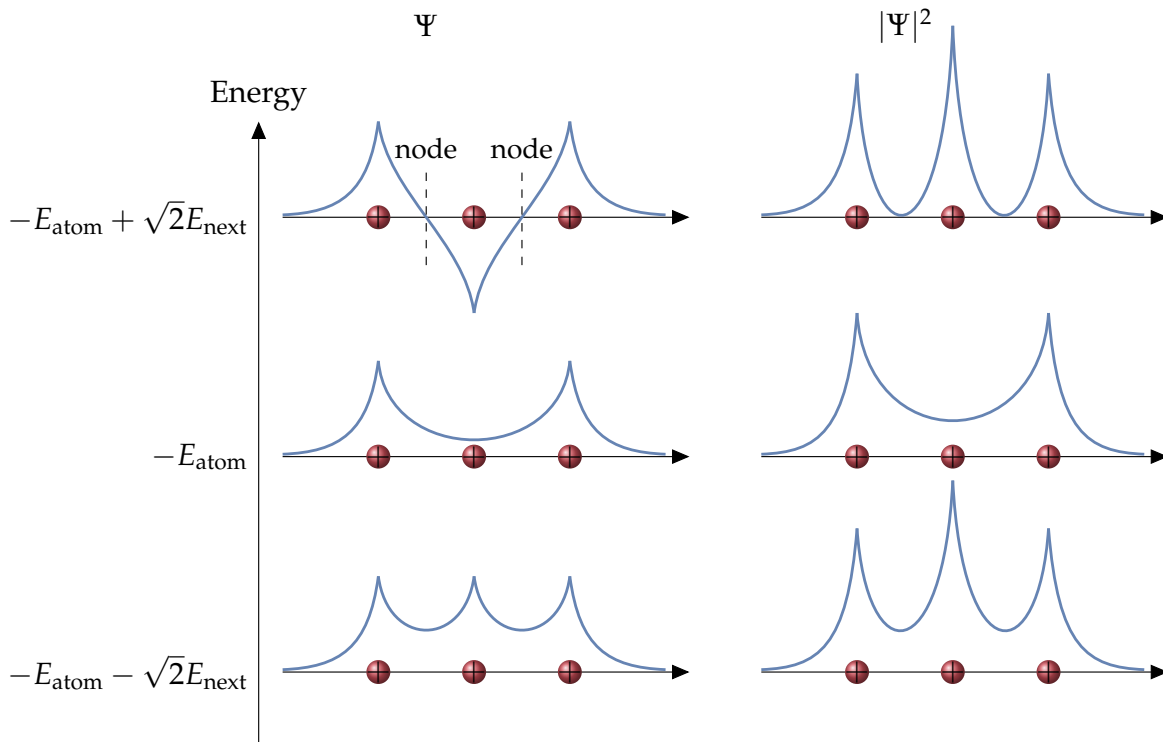 Ψ
|Ψ|²
Energy
node node
−E_atom + √2E_next
−E_atom
−E_atom − √2E_next